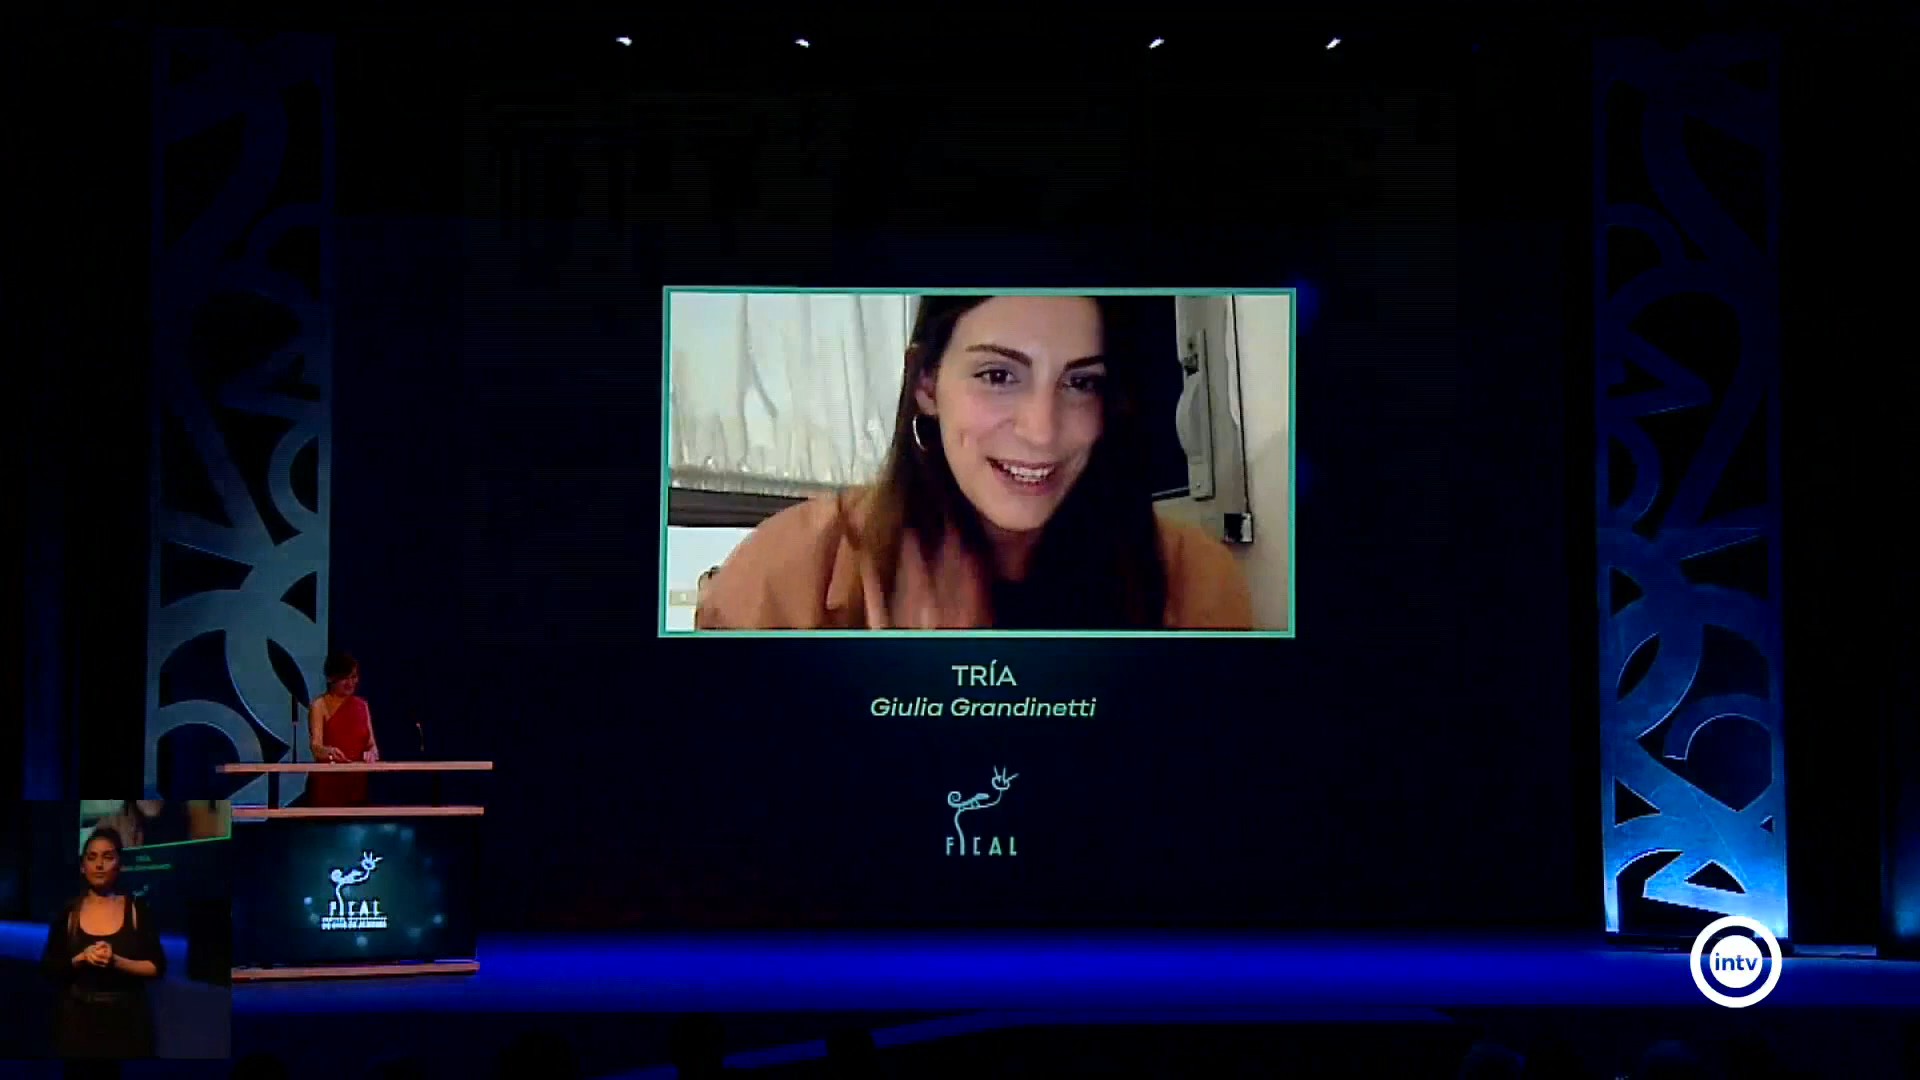 TRÍA
Giulia Grandinetti
FICAL
FICAL
intv